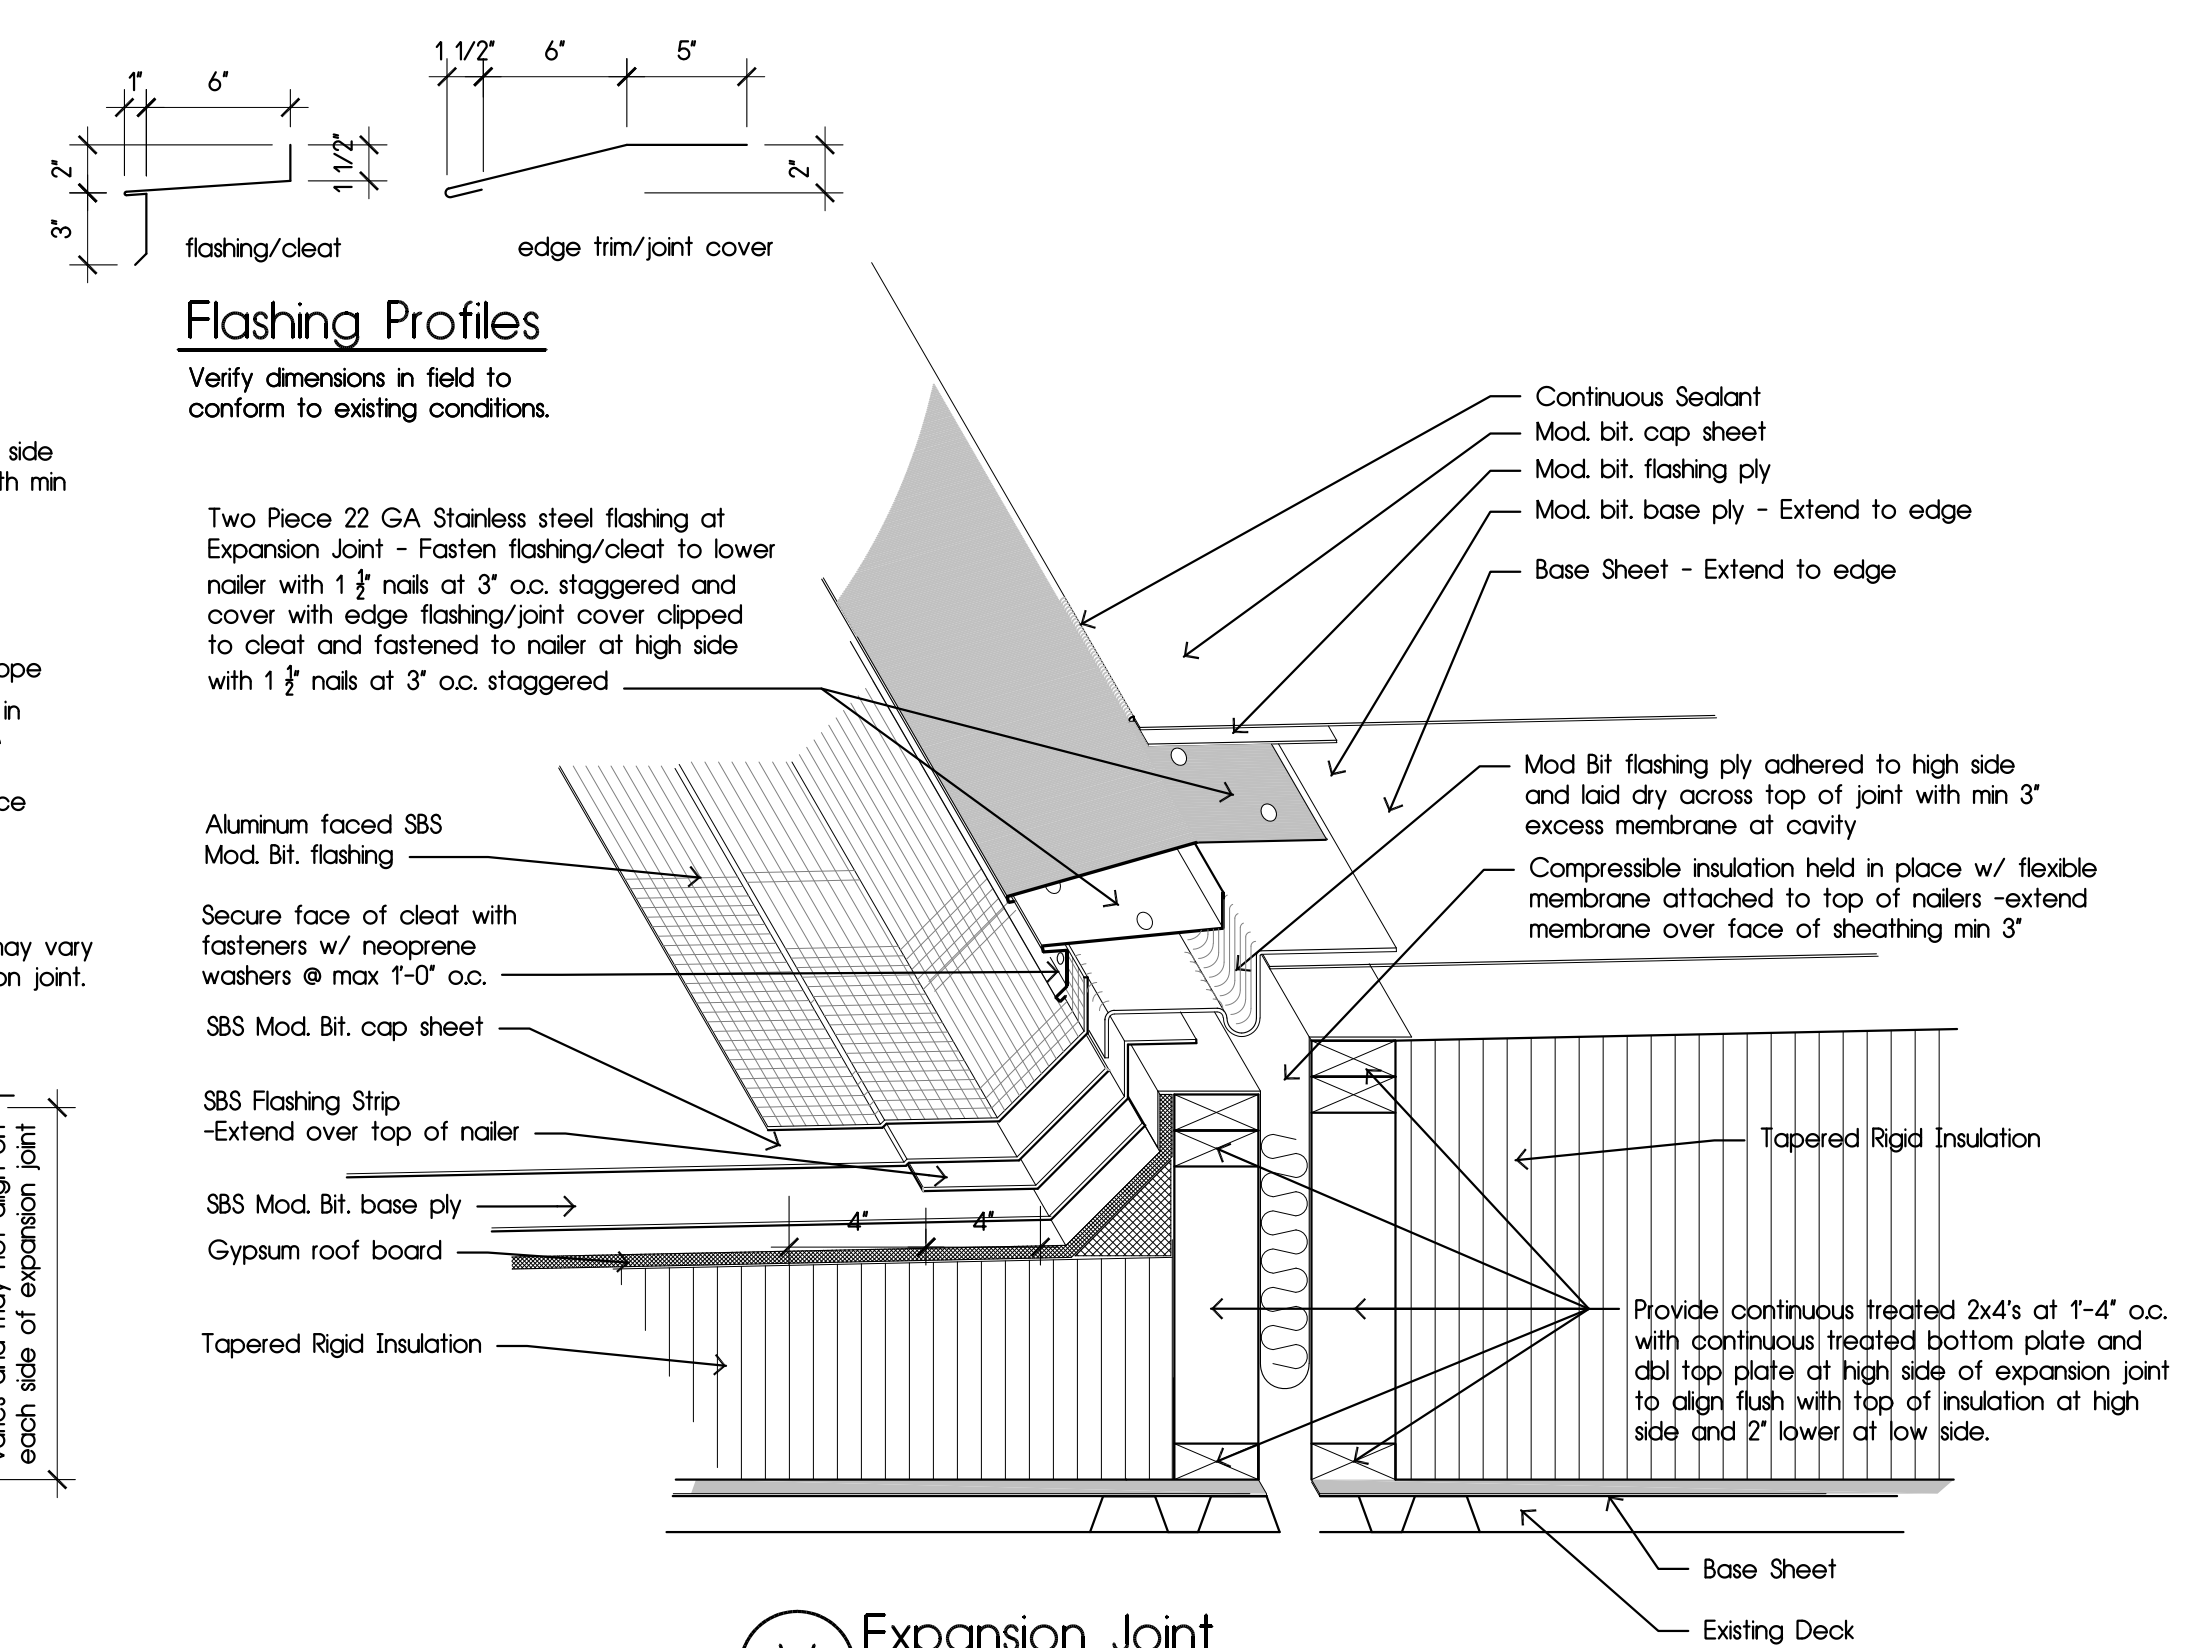 1" 6"
2"
3"
1 1/2"
flashing/cleat
1 1/2" 6" 5"
2"
edge trim/joint cover
Flashing Profiles
Verify dimensions in field to
conform to existing conditions.
side
th min
Two Piece 22 GA Stainless steel flashing at
Expansion Joint - Fasten flashing/cleat to lower
nailer with 1 1/2" nails at 3" o.c. staggered and
cover with edge flashing/joint cover clipped
to cleat and fastened to nailer at high side
with 1 1/2" nails at 3" o.c. staggered
ope
in
ce
may vary
on joint.
Aluminum faced SBS
Mod. Bit. flashing
Secure face of cleat with
fasteners w/ neoprene
washers @ max 1'-0" o.c.
SBS Mod. Bit. cap sheet
SBS Flashing Strip
-Extend over top of nailer
SBS Mod. Bit. base ply
Gypsum roof board
Tapered Rigid Insulation
4" 4"
each side of expansion joint
Continuous Sealant
Mod. bit. cap sheet
Mod. bit. flashing ply
Mod. bit. base ply - Extend to edge
Base Sheet - Extend to edge
Mod Bit flashing ply adhered to high side
and laid dry across top of joint with min 3"
excess membrane at cavity
Compressible insulation held in place w/ flexible
membrane attached to top of nailers -extend
membrane over face of sheathing min 3"
Tapered Rigid Insulation
Provide continuous treated 2x4's at 1'-4" o.c.
with continuous treated bottom plate and
dbl top plate at high side of expansion joint
to align flush with top of insulation at high
side and 2" lower at low side.
Base Sheet
Existing Deck
Expansion Joint